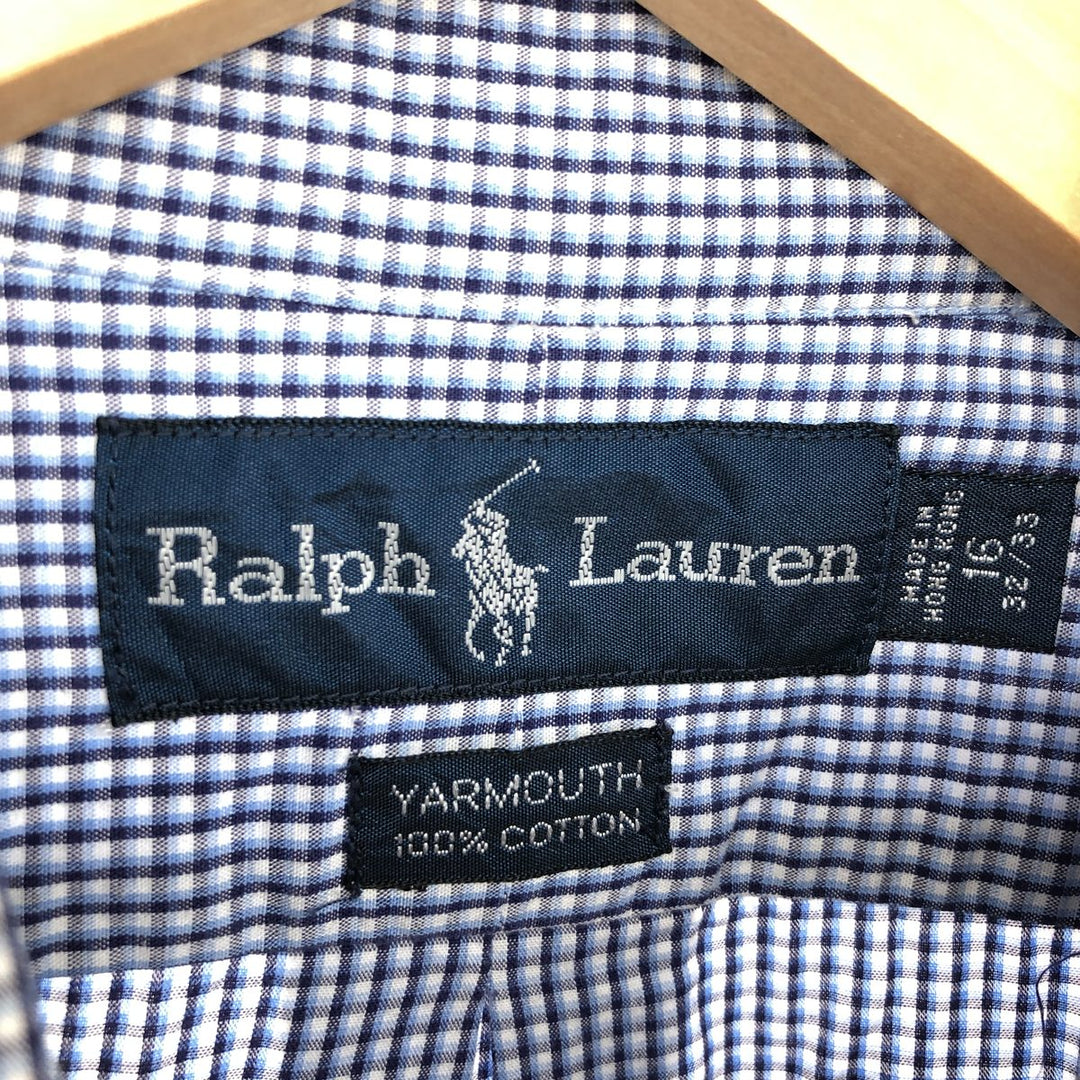 Ralph Lauren
MADE IN
HONG KONG
16
32/33
YARMOUTH
100% COTTON